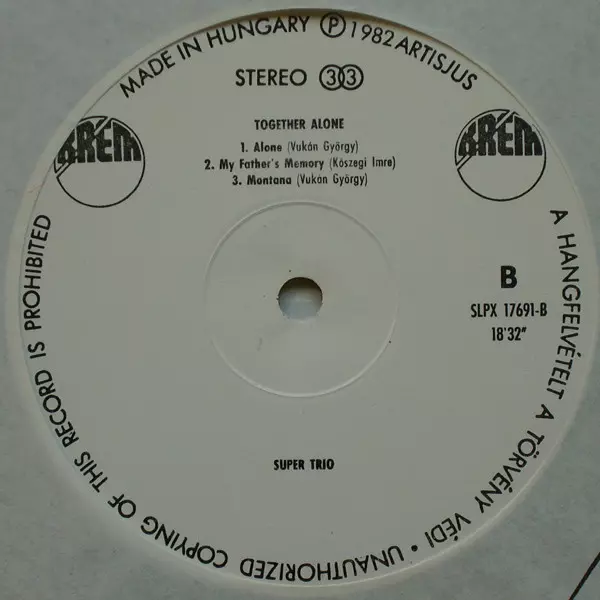 MADE IN HUNGARY Ⓟ 1982 ARTISJUS
STEREO 33
TOGETHER ALONE
1. Alone (Vukán György)
2. My Father's Memory (Kőszegi Imre)
3. Montana (Vukán György)
KRÉM
KRÉM
B
SLPX 17691-B
18'32"
SUPER TRIO
A HANGFELVÉTELT A TÖRVÉNY VÉDI • UNAUTHORIZED COPYING OF THIS RECORD IS PROHIBITED